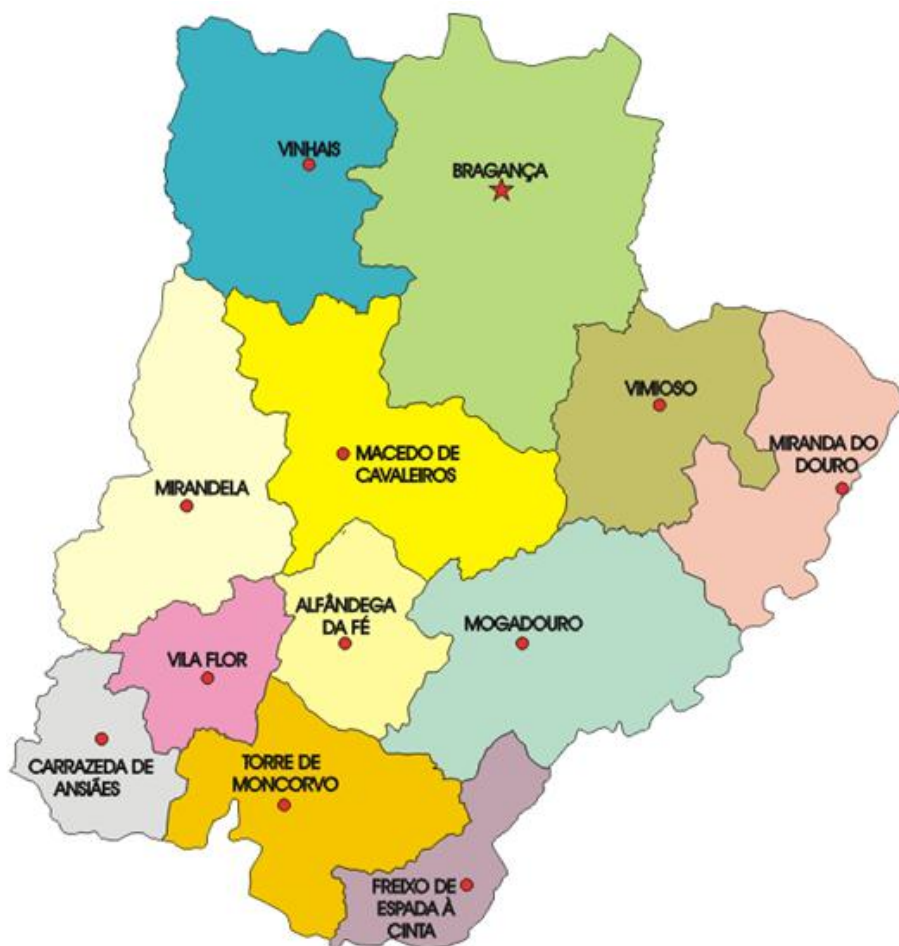 VINHAIS
BRAGANÇA
VIMIOSO
MIRANDA DO
DOURO
MACEDO DE
CAVALEIROS
MIRANDELA
ALFÂNDEGA
DA FÉ
MOGADOURO
VILA FLOR
CARRAZEDA DE
ANSIÃES
TORRE DE
MONCORVO
FREIXO DE
ESPADA À
CINTA